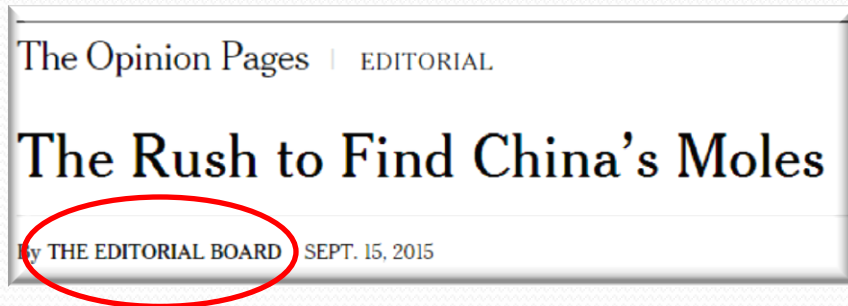 The Opinion Pages | EDITORIAL
The Rush to Find China's Moles
By THE EDITORIAL BOARD SEPT. 15, 2015